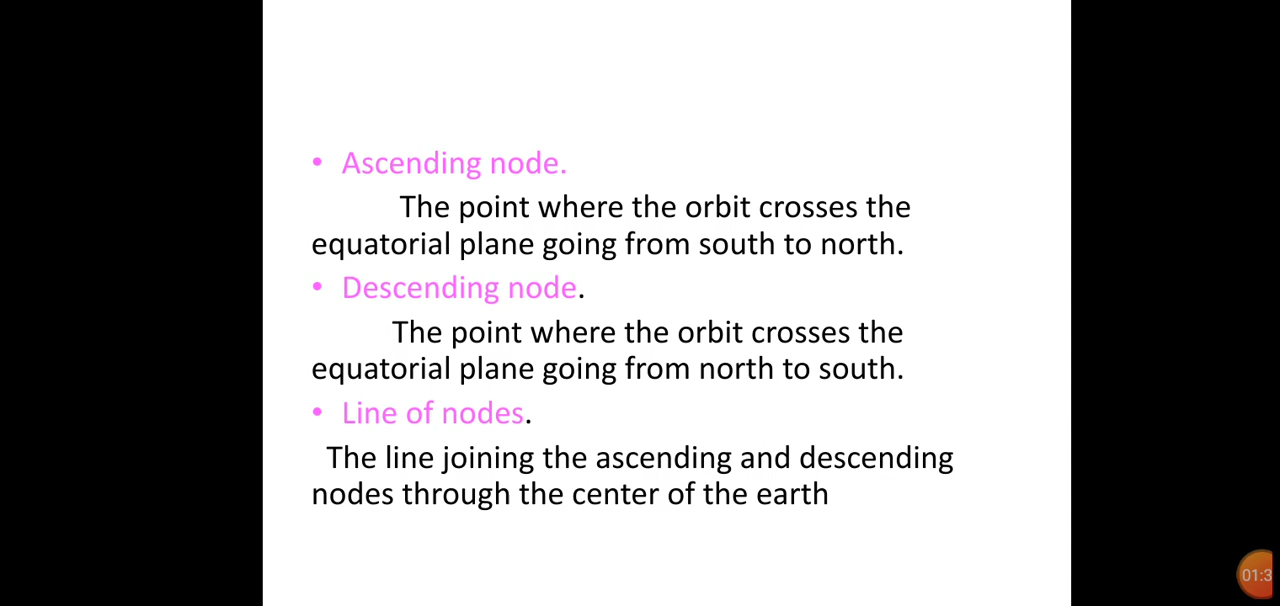 • Ascending node.
The point where the orbit crosses the
equatorial plane going from south to north.
• Descending node.
The point where the orbit crosses the
equatorial plane going from north to south.
• Line of nodes.
The line joining the ascending and descending
nodes through the center of the earth
01:3